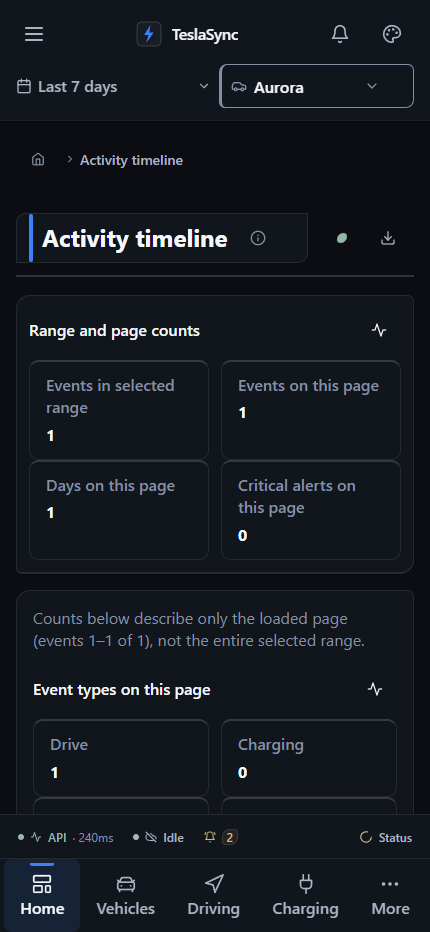 TeslaSync
Last 7 days
Aurora
Activity timeline
Activity timeline
Range and page counts
Events in selected
range
1
Events on this page
1
Days on this page
1
Critical alerts on
this page
0
Counts below describe only the loaded page
(events 1–1 of 1), not the entire selected range.
Event types on this page
Drive
1
Charging
0
API · 240ms
Idle
2
Status
Home
Vehicles
Driving
Charging
More